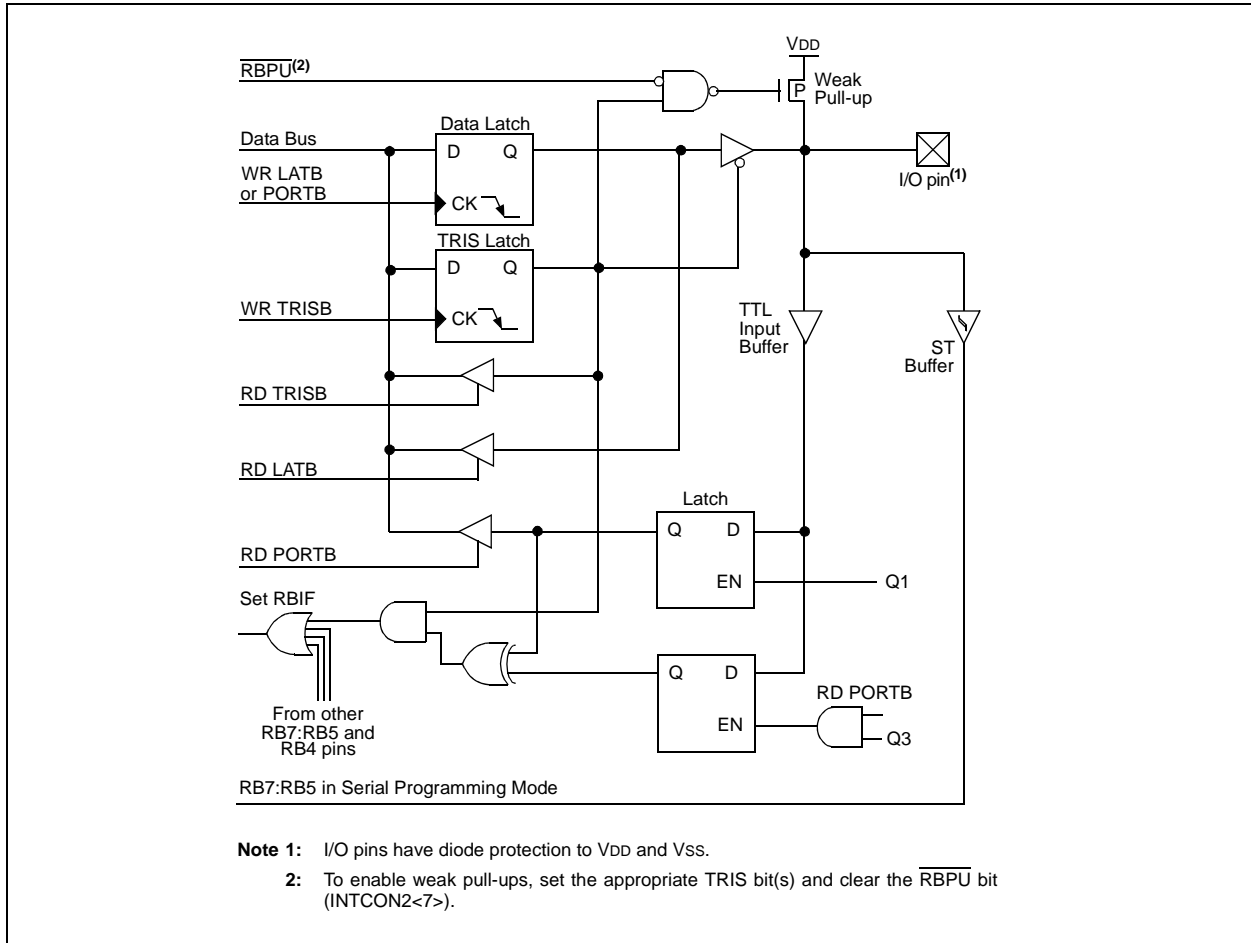 VDD
RBPU(2)
P
Weak
Pull-up
Data Bus
Data Latch
D Q
CK
WR LATB
or PORTB
I/O pin(1)
TRIS Latch
D Q
CK
WR TRISB
TTL
Input
Buffer
ST
Buffer
RD TRISB
RD LATB
Latch
Q D
EN
Q1
RD PORTB
Set RBIF
Q D
EN
RD PORTB
Q3
From other
RB7:RB5 and
RB4 pins
RB7:RB5 in Serial Programming Mode
Note 1: I/O pins have diode protection to VDD and VSS.
2: To enable weak pull-ups, set the appropriate TRIS bit(s) and clear the RBPU bit
(INTCON2<7>).